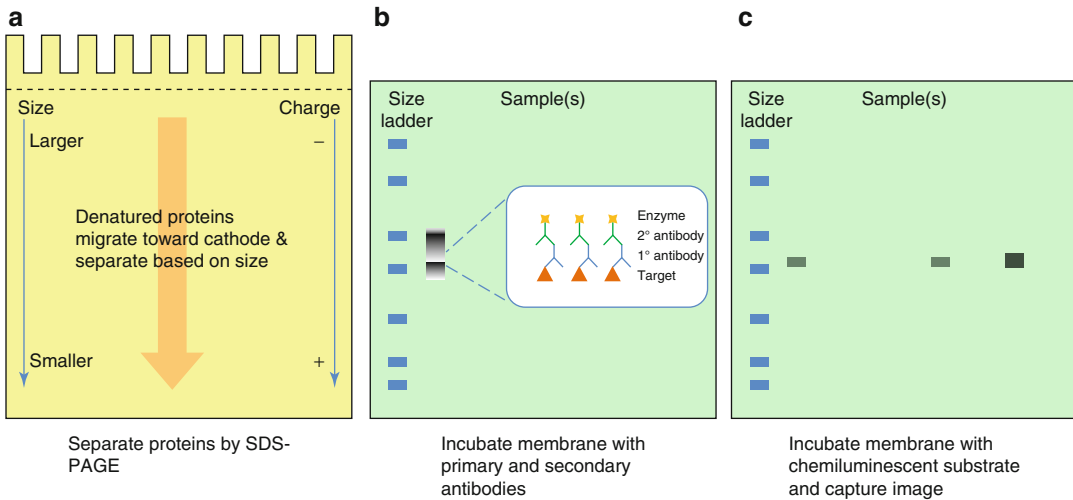 a
Size
Charge
Larger
–
Denatured proteins
migrate toward cathode &
separate based on size
Smaller
+
Separate proteins by SDS-
PAGE
b
Size
ladder
Sample(s)
Enzyme
2° antibody
1° antibody
Target
Incubate membrane with
primary and secondary
antibodies
c
Size
ladder
Sample(s)
Incubate membrane with
chemiluminescent substrate
and capture image